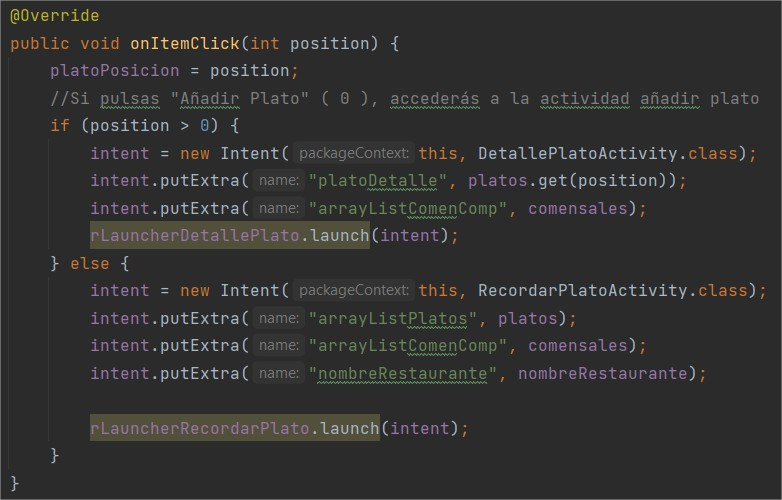 @Override
public void onItemClick(int position) {
platoPosicion = position;
//Si pulsas "Añadir Plato" ( 0 ), accederás a la actividad añadir plato
if (position > 0) {
intent = new Intent( packageContext: this, DetallePlatoActivity.class);
intent.putExtra( name: "platoDetalle", platos.get(position));
intent.putExtra( name: "arrayListComenComp", comensales);
rLauncherDetallePlato.launch(intent);
} else {
intent = new Intent( packageContext: this, RecordarPlatoActivity.class);
intent.putExtra( name: "arrayListPlatos", platos);
intent.putExtra( name: "arrayListComenComp", comensales);
intent.putExtra( name: "nombreRestaurante", nombreRestaurante);
rLauncherRecordarPlato.launch(intent);
}
}